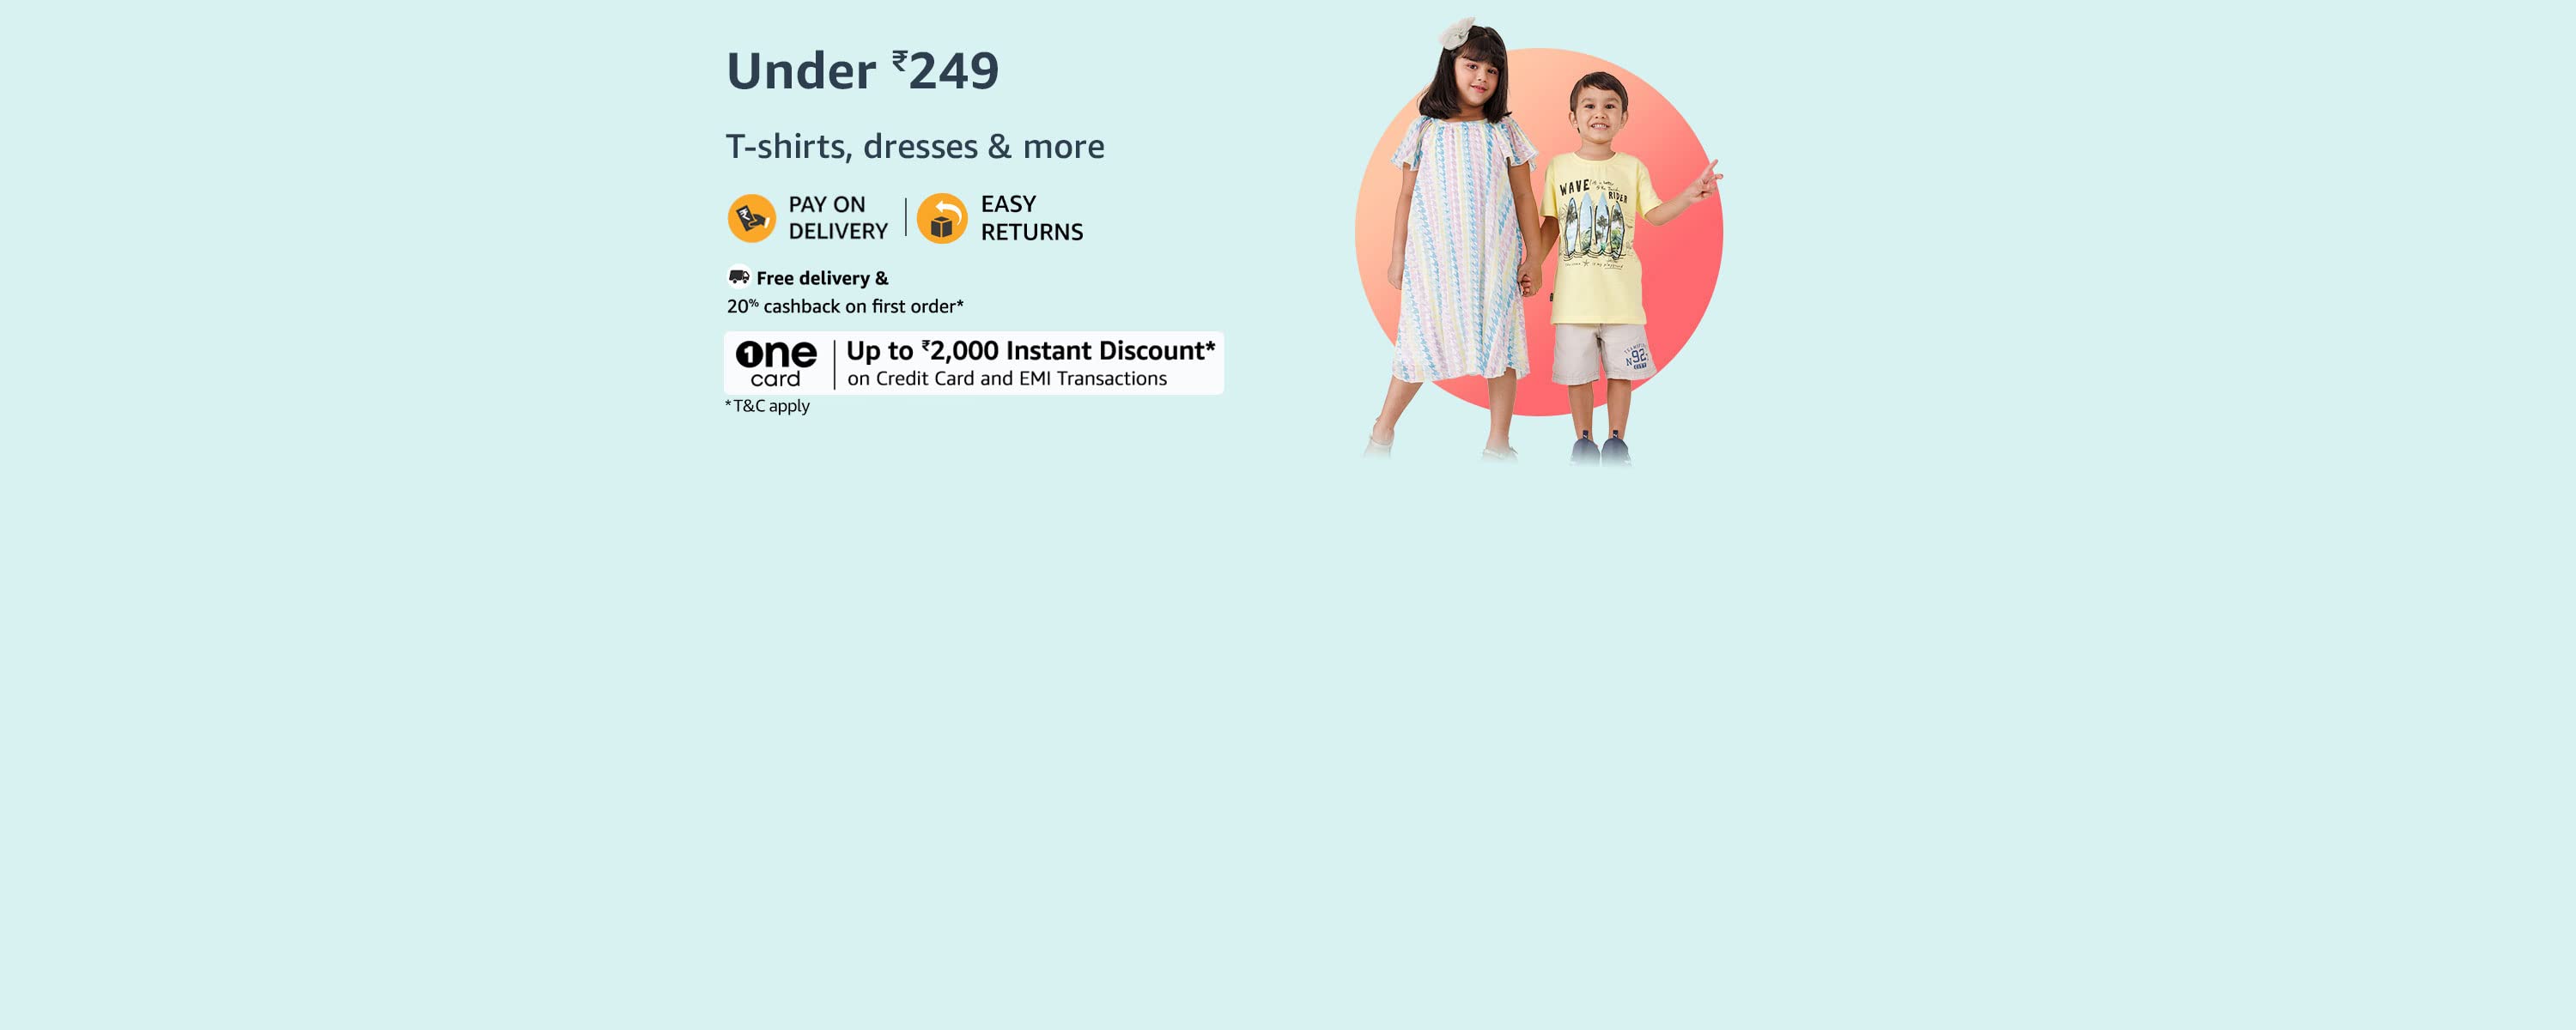 Under ₹249
T-shirts, dresses & more
PAY ON
DELIVERY
EASY
RETURNS
Free delivery &
20% cashback on first order*
one
card
Up to ₹2,000 Instant Discount*
on Credit Card and EMI Transactions
*T&C apply
WAVE
RIDER
N92